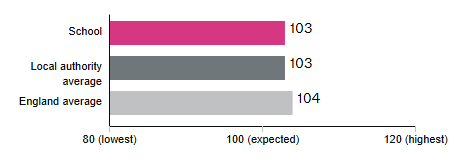 School 103
Local authority 103
average
England average 104
80 (lowest) 100 (expected) 120 (highest)